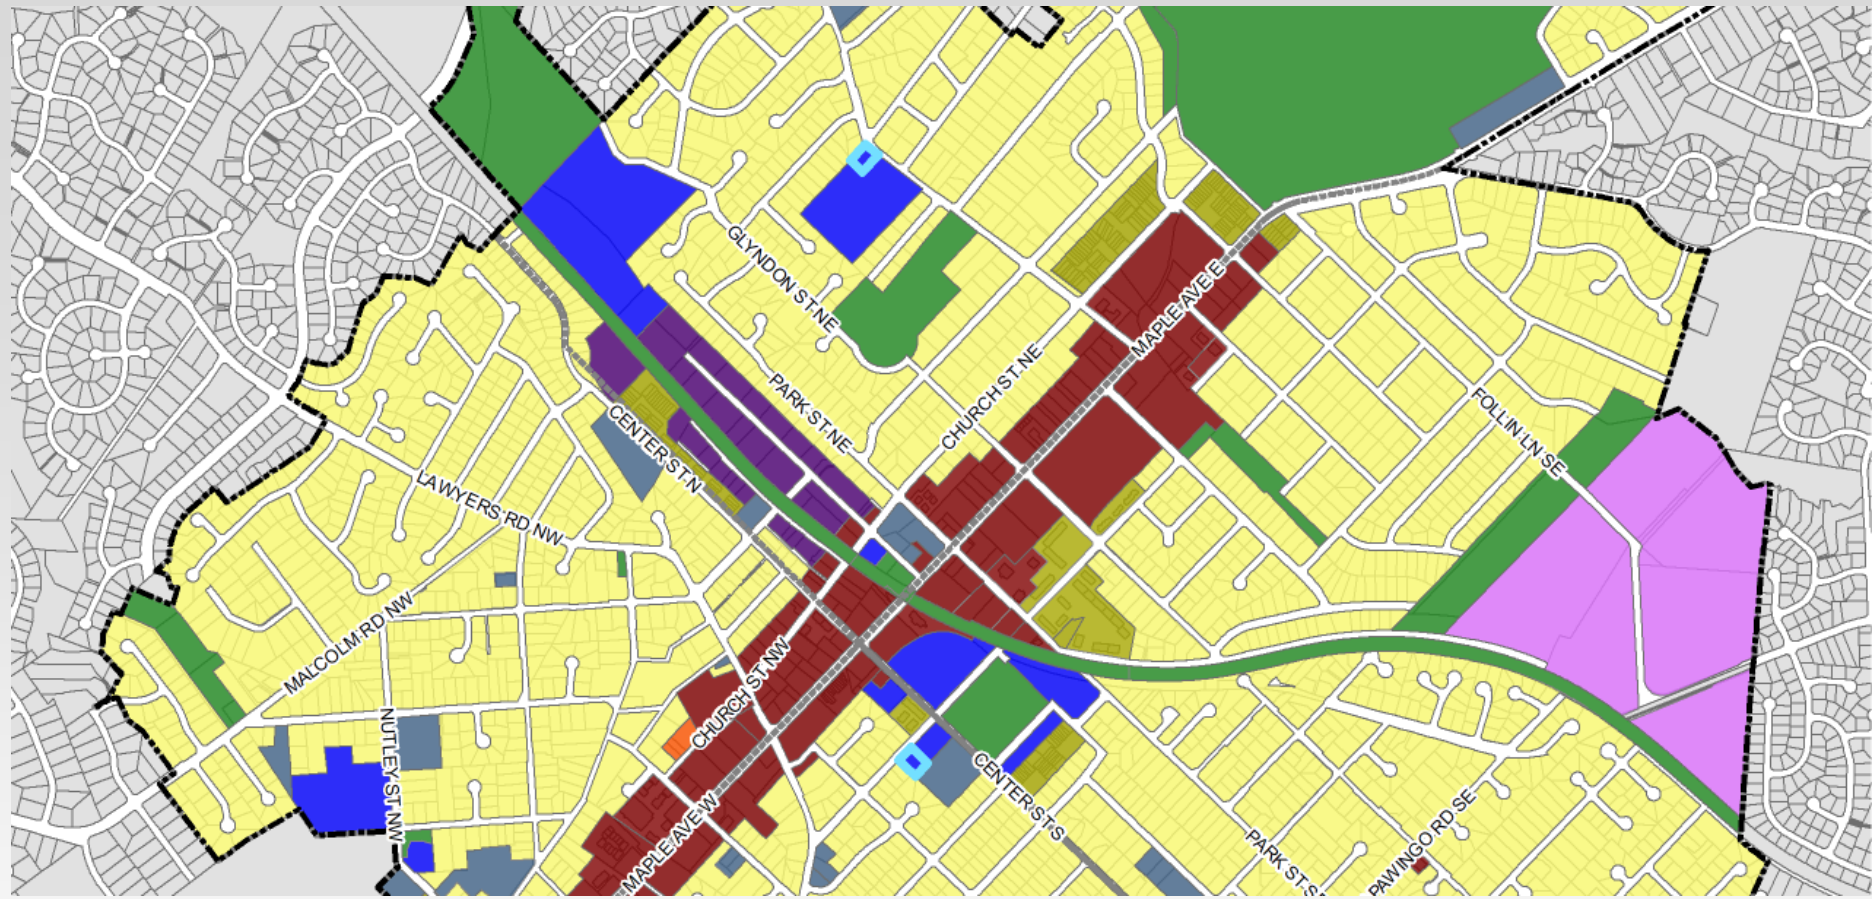 GLYNDON ST NE
MAPLE AVE E
CHURCH ST NE
PARK ST NE
FOLLIN LN SE
CENTER ST N
LAWYERS RD NW
MALCOLM RD NW
CHURCH ST NW
NUTLEY ST NW
CENTER ST S
MAPLE AVE W
PARK ST SE
PAWINGO RD SE